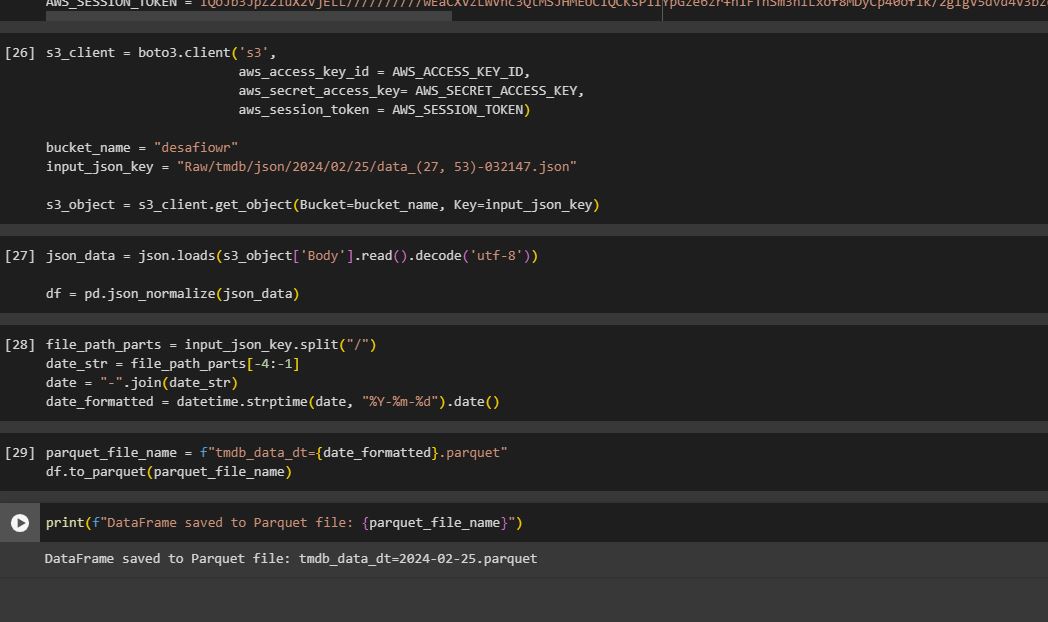 AWS_SESSION_TOKEN =
[26] s3_client = boto3.client('s3',
aws_access_key_id = AWS_ACCESS_KEY_ID,
aws_secret_access_key= AWS_SECRET_ACCESS_KEY,
aws_session_token = AWS_SESSION_TOKEN)
bucket_name = "desafiowr"
input_json_key = "Raw/tmdb/json/2024/02/25/data_(27, 53)-032147.json"
s3_object = s3_client.get_object(Bucket=bucket_name, Key=input_json_key)
[27] json_data = json.loads(s3_object['Body'].read().decode('utf-8'))
df = pd.json_normalize(json_data)
[28] file_path_parts = input_json_key.split("/")
date_str = file_path_parts[-4:-1]
date = "-".join(date_str)
date_formatted = datetime.strptime(date, "%Y-%m-%d").date()
[29] parquet_file_name = f"tmdb_data_dt={date_formatted}.parquet"
df.to_parquet(parquet_file_name)
print(f"DataFrame saved to Parquet file: {parquet_file_name}")
DataFrame saved to Parquet file: tmdb_data_dt=2024-02-25.parquet